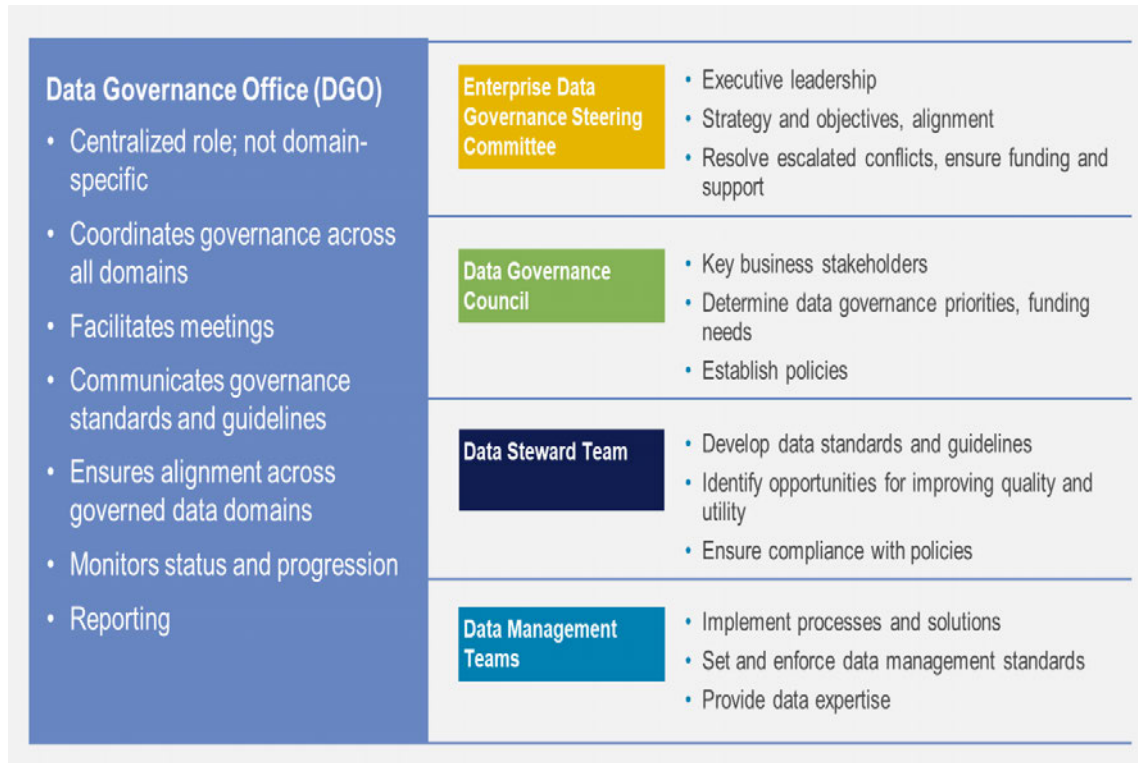 Data Governance Office (DGO)
• Centralized role; not domain-
specific
• Coordinates governance across
all domains
• Facilitates meetings
• Communicates governance
standards and guidelines
• Ensures alignment across
governed data domains
• Monitors status and progression
• Reporting
Enterprise Data
Governance Steering
Committee
• Executive leadership
• Strategy and objectives, alignment
• Resolve escalated conflicts, ensure funding and
support
Data Governance
Council
• Key business stakeholders
• Determine data governance priorities, funding
needs
• Establish policies
Data Steward Team
• Develop data standards and guidelines
• Identify opportunities for improving quality and
utility
• Ensure compliance with policies
Data Management
Teams
• Implement processes and solutions
• Set and enforce data management standards
• Provide data expertise